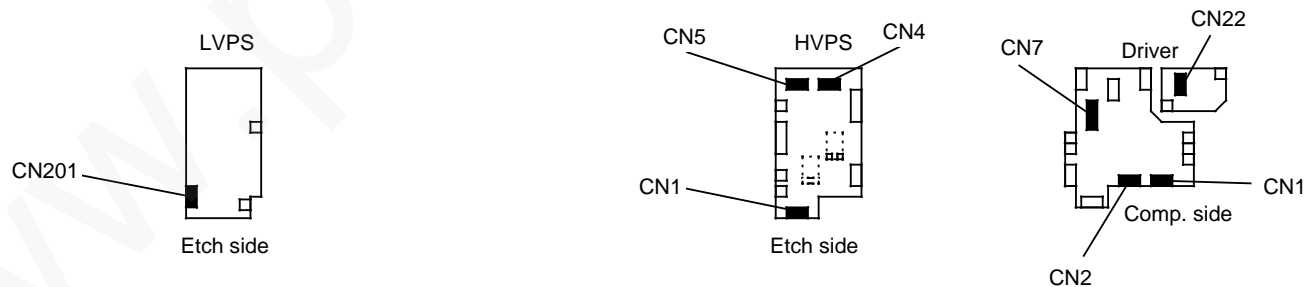 LVPS
CN201
Etch side
CN5
HVPS
CN4
CN1
Etch side
CN7
Driver
CN22
CN1
Comp. side
CN2